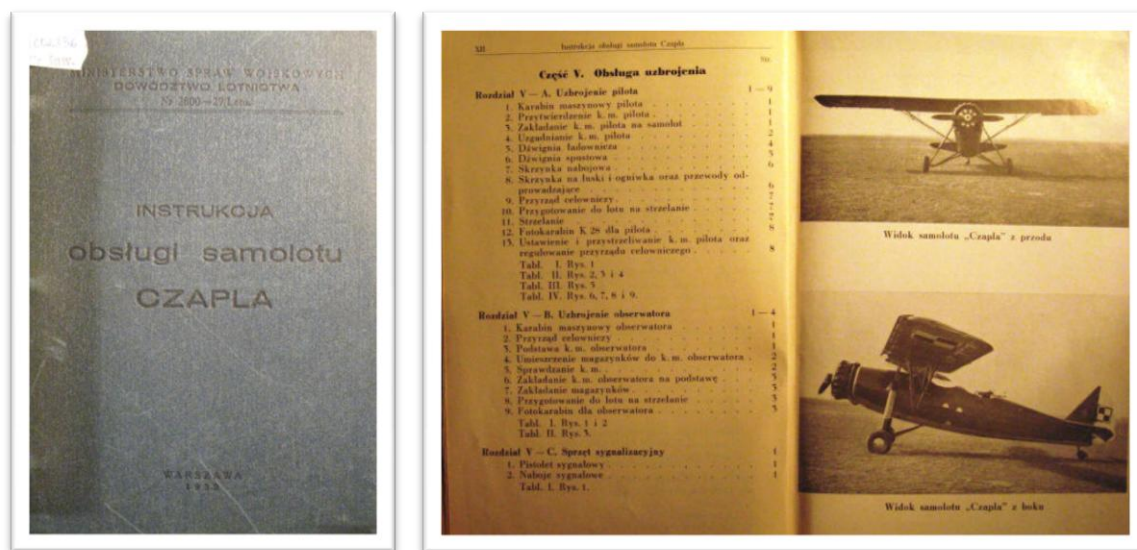 MINISTERSTWO SPRAW WOJSKOWYCH
DOWÓDZTWO LOTNICTWA
INSTRUKCJA
obsługi samolotu
CZAPLA
WARSZAWA
XII Instrukcja obsługi samolotu Czapla
Część V. Obsługa uzbrojenia
Rozdział V — A. Uzbrojenie pilota 1 — 9
1. Karabin maszynowy pilota 1
2. Przytwierdzenie k. m. pilota 1
3. Zakładanie k. m. pilota na samolot 1
4. Uzgadnianie k. m. pilota 2
5. Dźwignia ładownicza 4
6. Dźwignia spustowa 5
7. Skrzynka nabojowa 6
8. Skrzynka na łuski i ogniwka oraz przewody od-
prowadzające 6
9. Przyrząd celowniczy 7
10. Przygotowanie do lotu na strzelanie 7
11. Strzelanie 7
12. Fotokarabin K 28 dla pilota 8
13. Ustawienie i przystrzeliwanie k. m. pilota oraz
regulowanie przyrządu celowniczego 8
Tabl. I. Rys. 1
Tabl. II. Rys. 2, 3 i 4
Tabl. III. Rys. 5
Tabl. IV. Rys. 6, 7, 8 i 9.
Rozdział V — B. Uzbrojenie obserwatora 1 — 4
1. Karabin maszynowy obserwatora 1
2. Przyrząd celowniczy 1
3. Podstawa k. m. obserwatora 1
4. Umieszczenie magazynków do k. m. obserwatora 2
5. Sprawdzanie k. m. 2
6. Zakładanie k. m. obserwatora na podstawę 3
7. Zakładanie magazynków 3
8. Przygotowanie do lotu na strzelanie 3
9. Fotokarabin dla obserwatora 3
Tabl. I. Rys. 1 i 2
Tabl. II. Rys. 3.
Rozdział V — C. Sprzęt sygnalizacyjny 1
1. Pistolet sygnałowy 1
2. Naboje sygnałowe 1
Tabl. I. Rys. 1.
Widok samolotu „Czapla" z przodu
Widok samolotu „Czapla" z boku